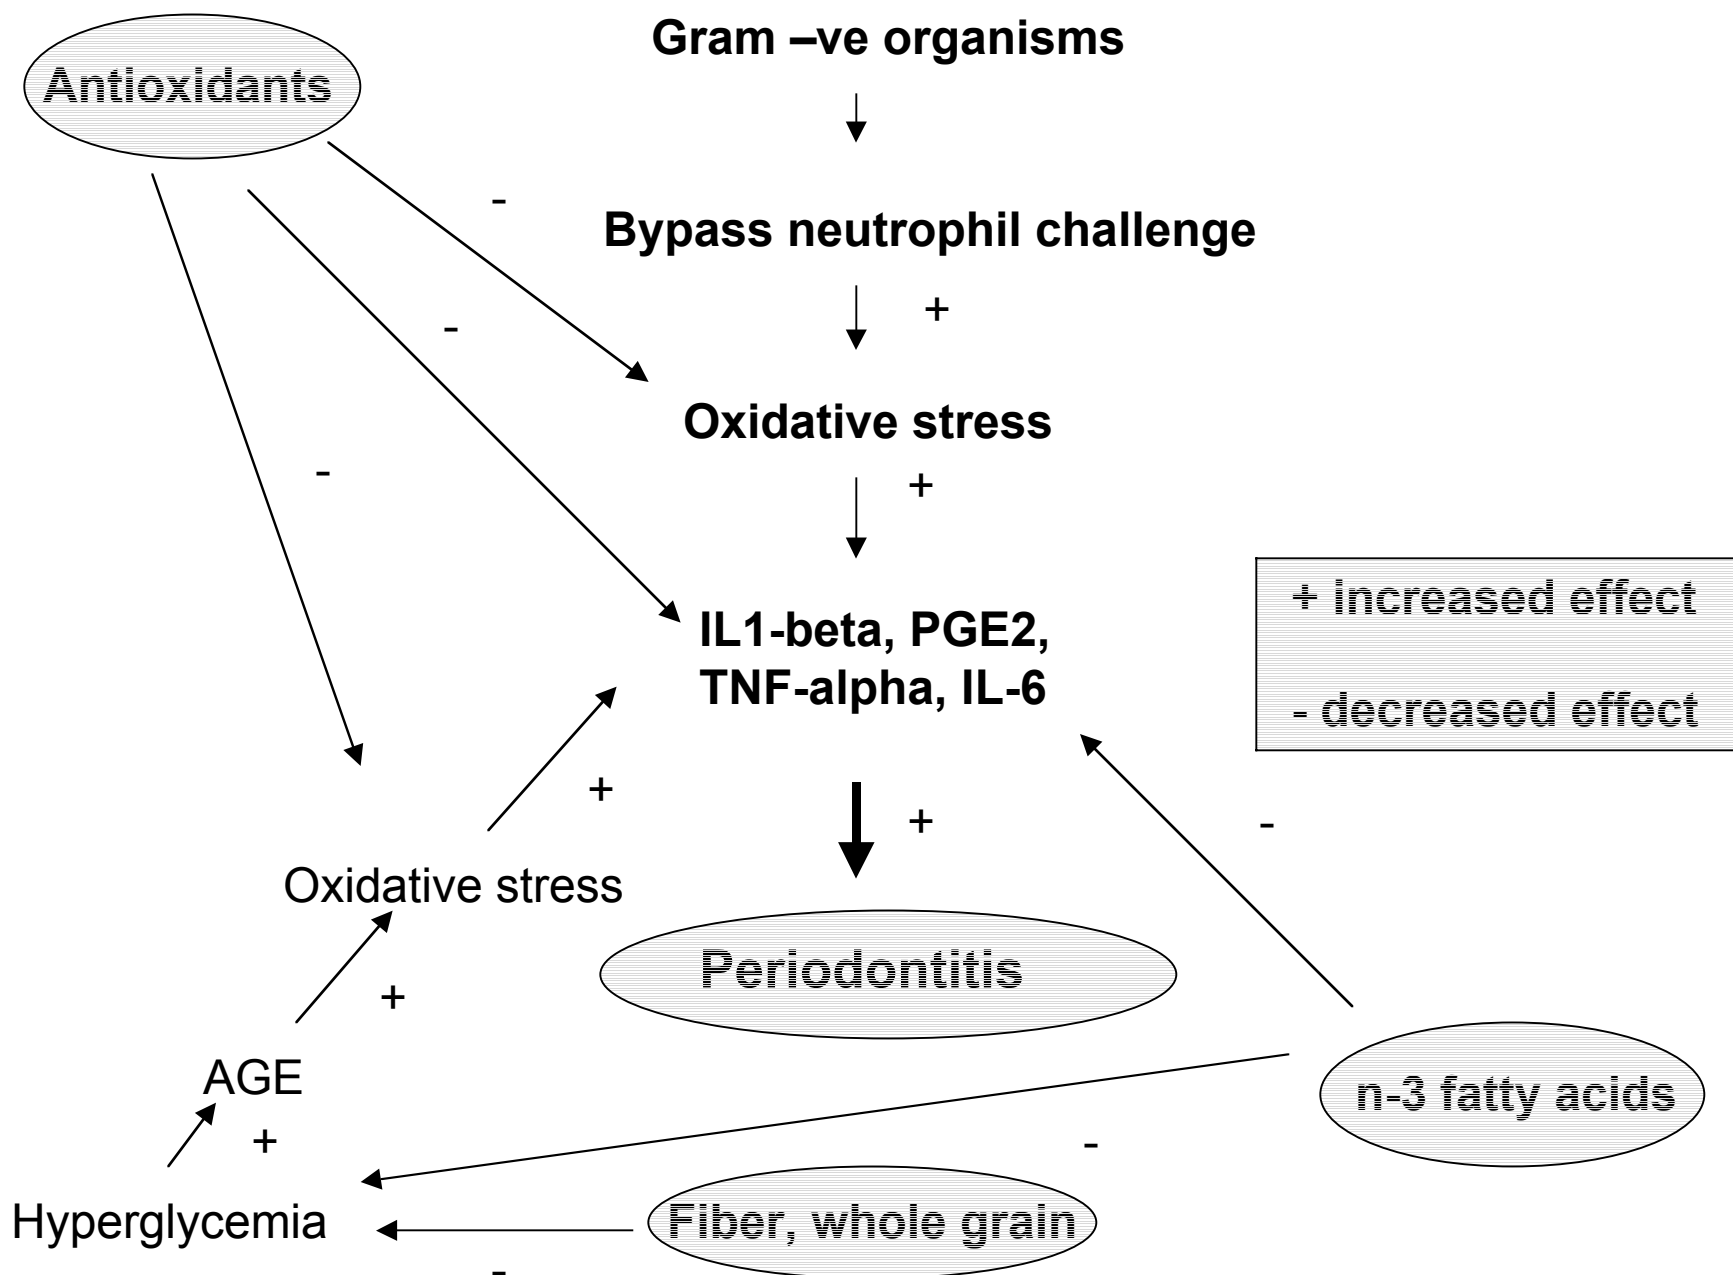 Gram –ve organisms
Antioxidants
-
Bypass neutrophil challenge
+
-
Oxidative stress
-
+
+ increased effect
IL1-beta, PGE2,
TNF-alpha, IL-6
- decreased effect
+
+
-
Oxidative stress
Periodontitis
+
AGE
n-3 fatty acids
+
-
Hyperglycemia
Fiber, whole grain
-